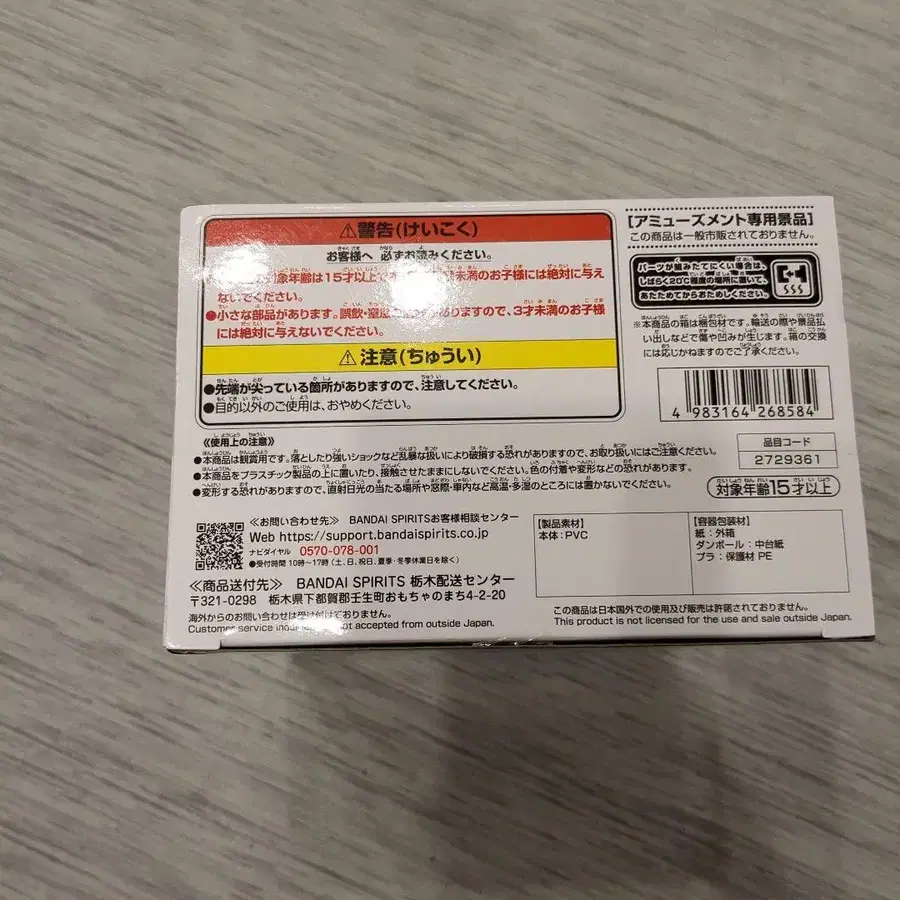 ⚠警告(けいこく)
お客様へ 必ずお読みください。
対象年齢は15才以上で 未満のお子様には絶対に与え
ないでください。
●小さな部品があります。誤飲・窒息 がありますので、3才未満のお子様
には絶対に与えないでください。
⚠注意(ちゅうい)
●先端が尖っている箇所がありますので、注意してください。
●目的以外のご使用は、おやめください。
【アミューズメント専用景品】
この商品は一般市販されておりません。
パーツが組みたてにくい場合は、
しばらく20℃程度の場所に置いて、
あたためてからおためしください。
※本商品の箱は梱包材です。輸送の際や景品払
い出しなどで傷や凹みが生じます。箱の交換
には応じかねますのでご了承ください。
4 983164 268584
品目コード
2729361
対象年齢15才以上
《使用上の注意》
●本商品は観賞用です。落としたり強いショックなど乱暴な扱いにより破損する恐れがありますので、お取り扱いにはご注意ください。
●本商品をプラスチック製品の上に置いたり、接触させたままにしないでください。色の付着や変形などの恐れがあります。
●変形する恐れがありますので、直射日光の当たる場所や窓際・車内など高温・多湿のところには置かないでください。
≪お問い合わせ先≫ BANDAI SPIRITSお客様相談センター
Web https://support.bandaispirits.co.jp
ナビダイヤル 0570-078-001
●受付時間 10時〜17時(土、日、祝日、夏季・冬季休業日を除く)
≪商品送付先≫ BANDAI SPIRITS 栃木配送センター
〒321-0298 栃木県下都賀郡壬生町おもちゃのまち4-2-20
海外からのお問い合わせは受け付けておりません。
Customer service not accepted from outside Japan.
【製品素材】
本体:PVC
【容器包装材】
紙:外箱
ダンボール:中台紙
プラ:保護材 PE
この商品は日本国外での使用及び販売は許諾されておりません。
This product is not licensed for the use and sale outside Japan.